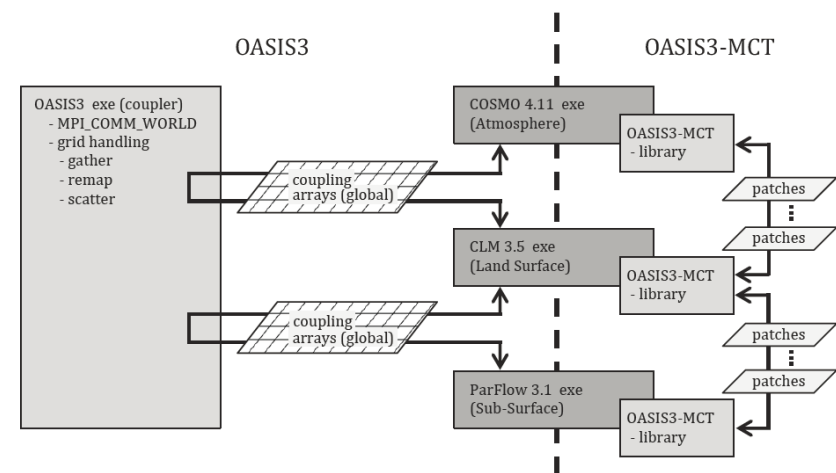 OASIS3
OASIS3-MCT
OASIS3 exe (coupler)
- MPI_COMM_WORLD
- grid handling
- gather
- remap
- scatter
coupling
arrays (global)
coupling
arrays (global)
COSMO 4.11 exe
(Atmosphere)
OASIS3-MCT
- library
CLM 3.5 exe
(Land Surface)
OASIS3-MCT
- library
ParFlow 3.1 exe
(Sub-Surface)
OASIS3-MCT
- library
patches
patches
patches
patches